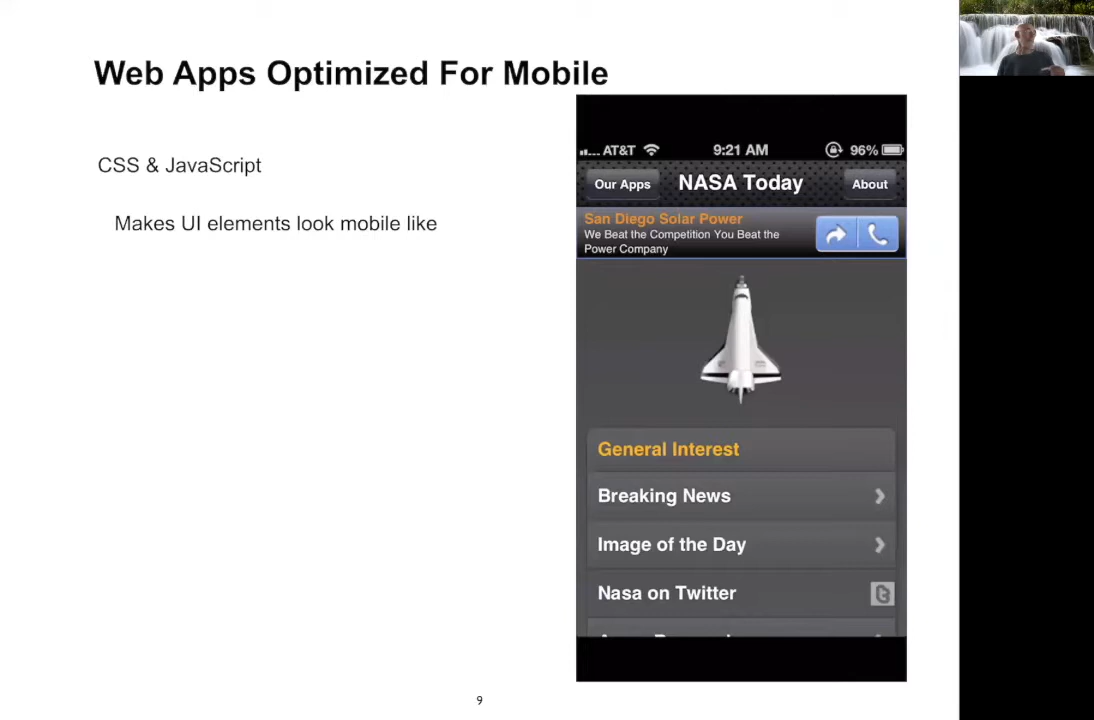 Web Apps Optimized For Mobile
CSS & JavaScript
Makes UI elements look mobile like
AT&T 9:21 AM 96%
Our Apps NASA Today About
San Diego Solar Power
We Beat the Competition You Beat the
Power Company
General Interest
Breaking News
Image of the Day
Nasa on Twitter
9